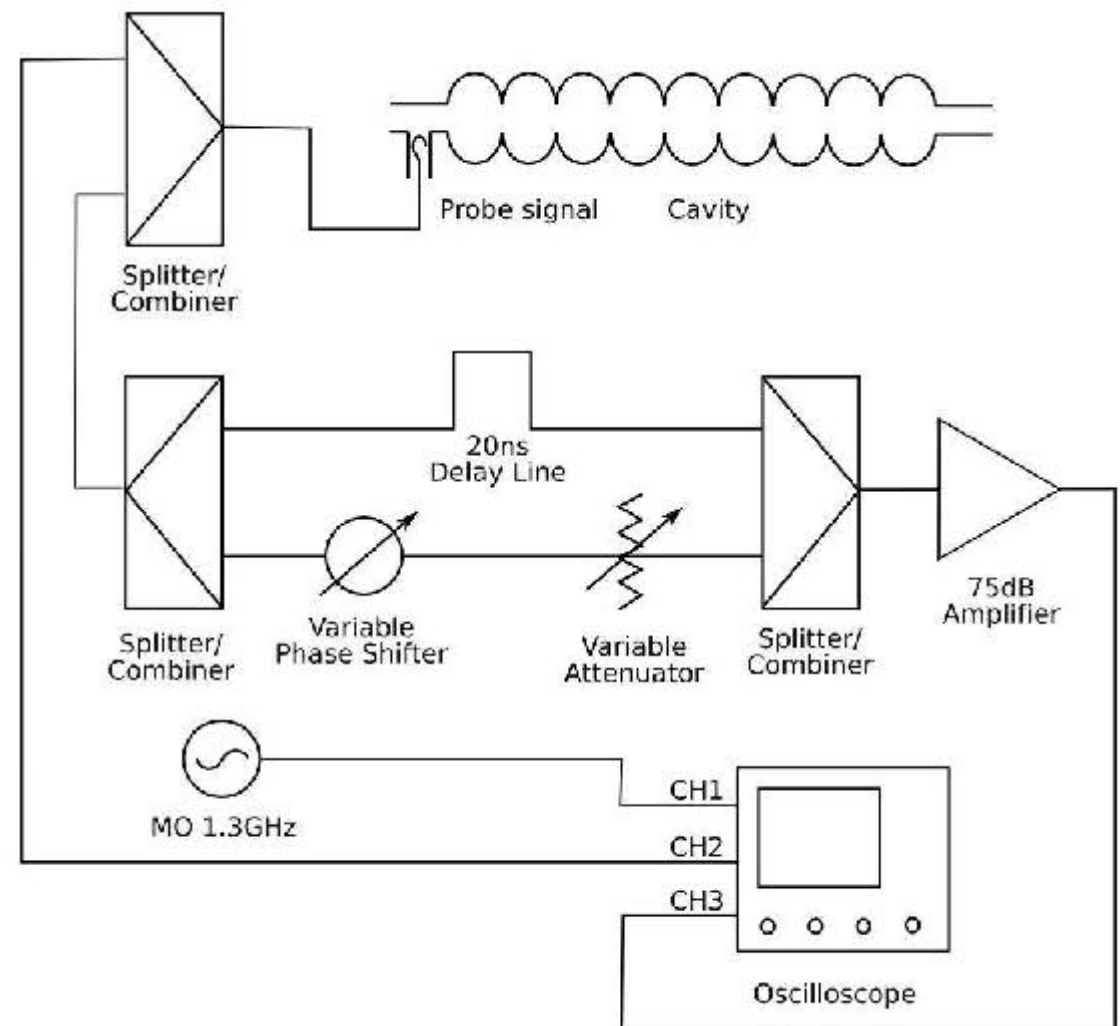 Probe signal
Cavity
Splitter/
Combiner
20ns
Delay Line
Splitter/
Combiner
Variable
Phase Shifter
Variable
Attenuator
Splitter/
Combiner
75dB
Amplifier
MO 1.3GHz
CH1
CH2
CH3
Oscilloscope